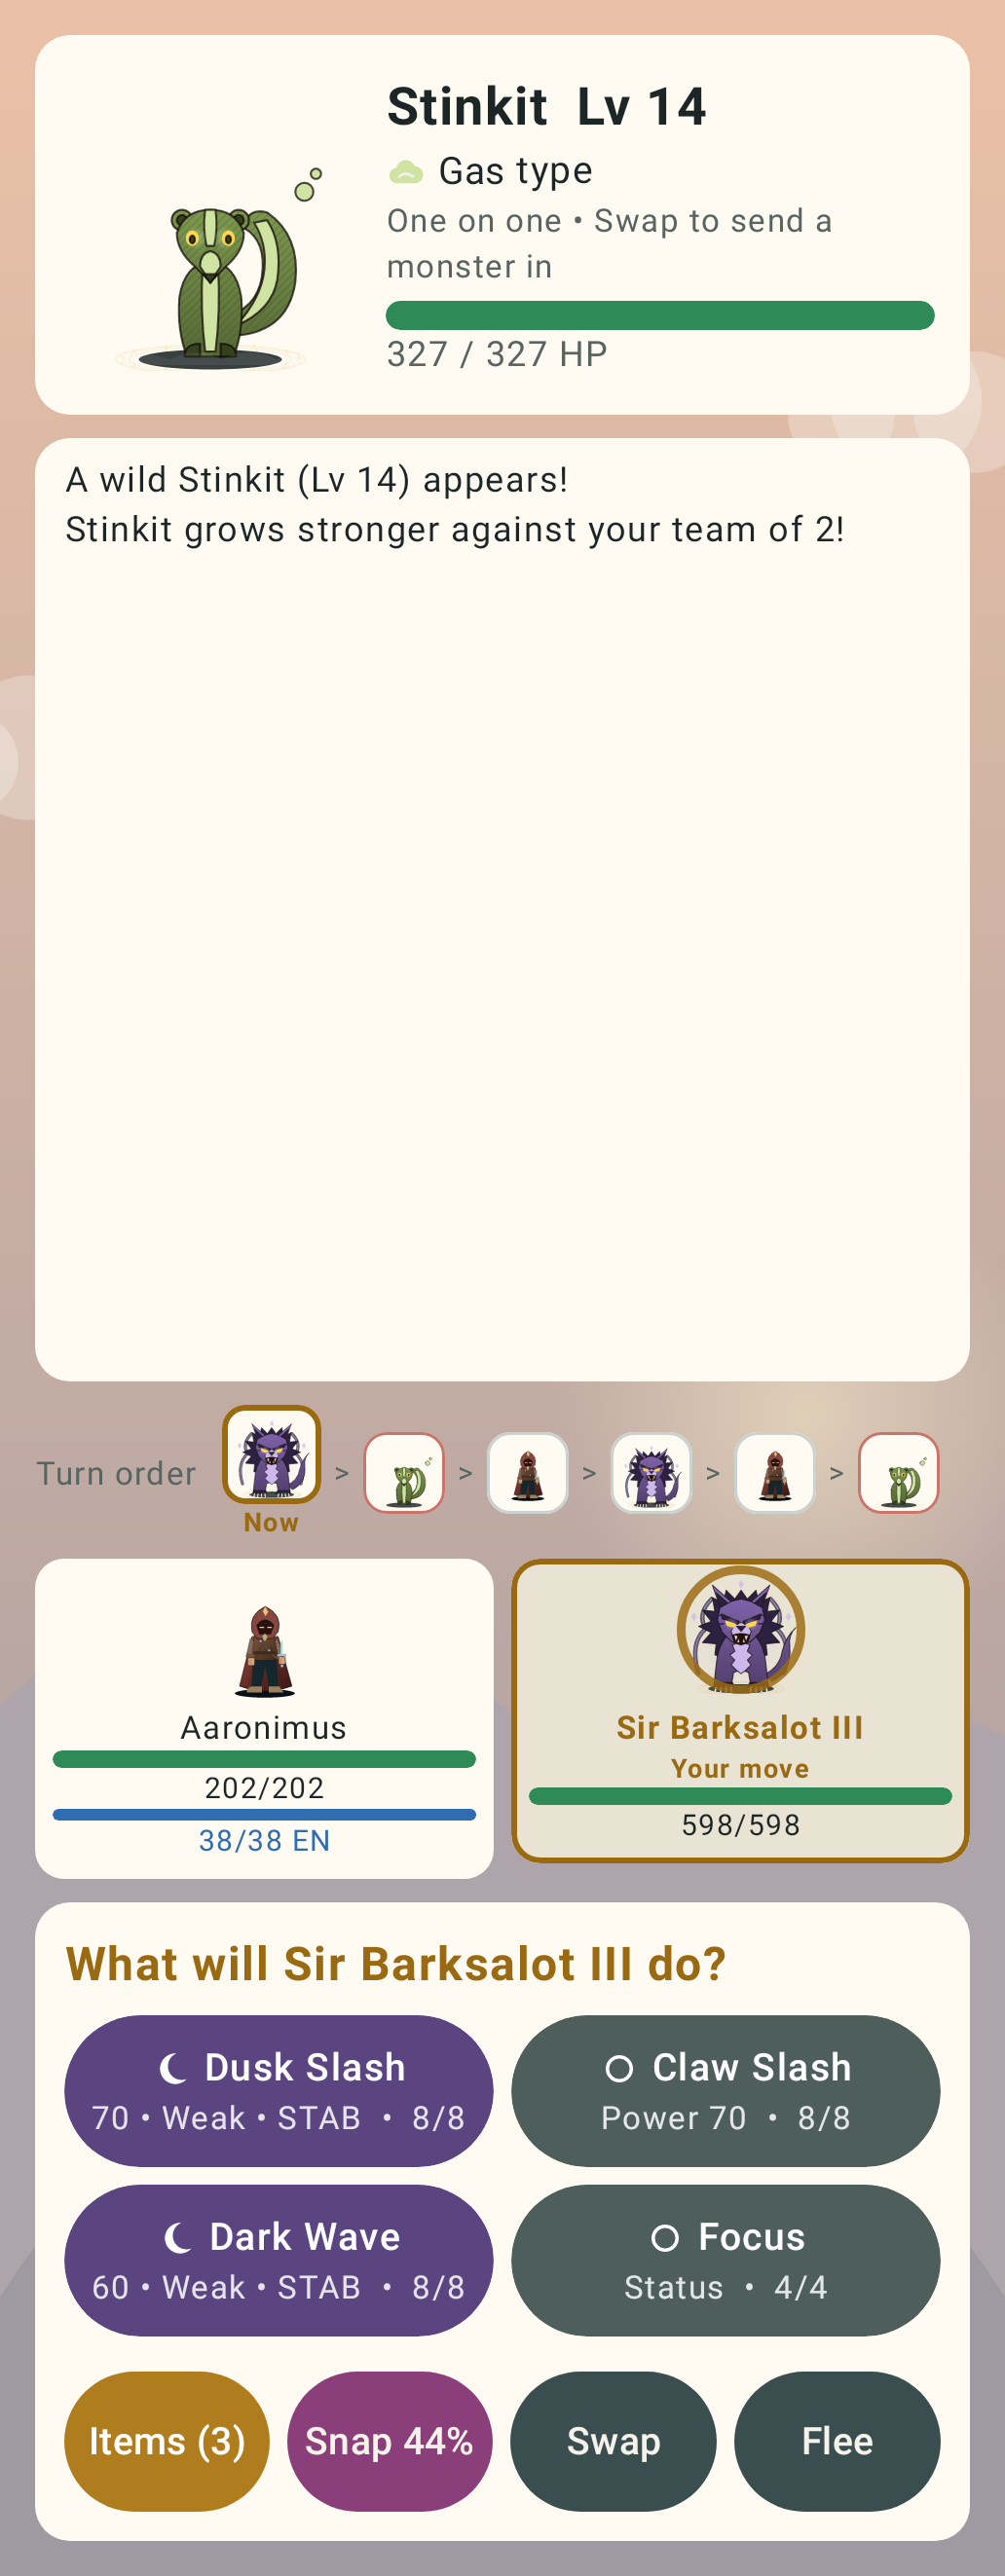 Stinkit Lv 14
Gas type
One on one • Swap to send a
monster in
327 / 327 HP
A wild Stinkit (Lv 14) appears!
Stinkit grows stronger against your team of 2!
Turn order > > > > >
Now
Aaronimus
202/202
38/38 EN
Sir Barksalot III
Your move
598/598
What will Sir Barksalot III do?
Dusk Slash
70 • Weak • STAB • 8/8
Claw Slash
Power 70 • 8/8
Dark Wave
60 • Weak • STAB • 8/8
Focus
Status • 4/4
Items (3)
Snap 44%
Swap
Flee